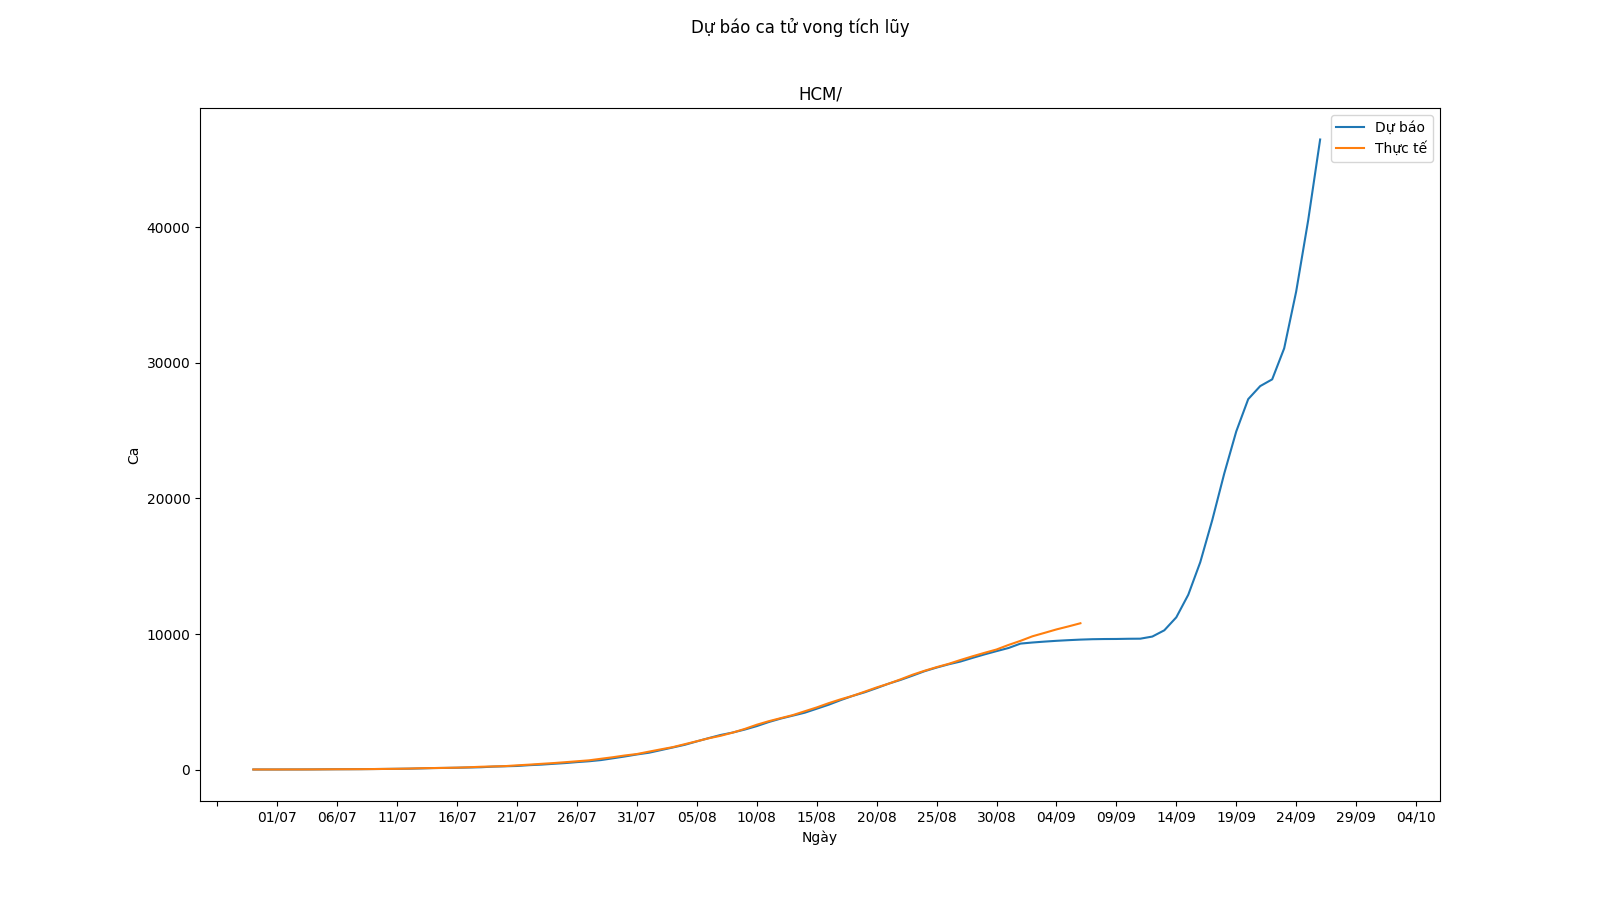 Dự báo ca tử vong tích lũy
HCM/
Dự báo
Thực tế
40000
30000
20000
10000
0
Ca
01/07 06/07 11/07 16/07 21/07 26/07 31/07 05/08 10/08 15/08 20/08 25/08 30/08 04/09 09/09 14/09 19/09 24/09 29/09 04/10
Ngày